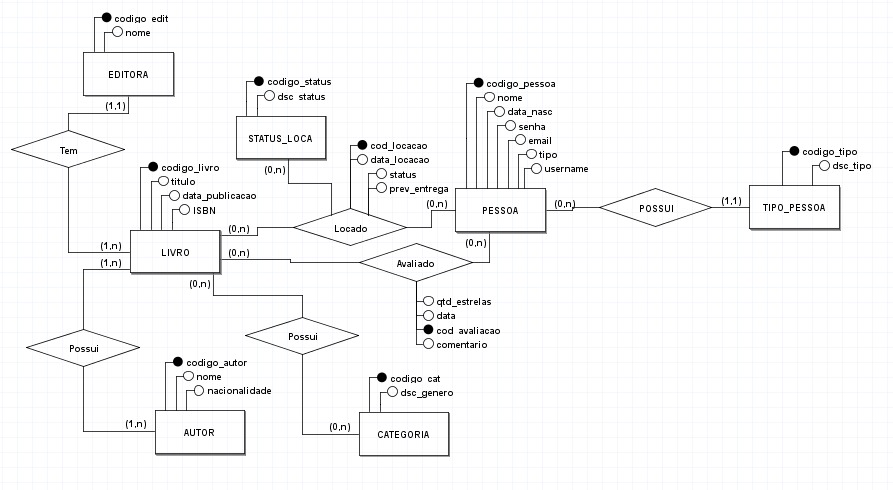 codigo_edit
nome
EDITORA
(1,1)
Tem
codigo_status
dsc_status
STATUS_LOCA
(0,n)
codigo_pessoa
nome
data_nasc
senha
email
tipo
username
PESSOA
(0,n)
(0,n)
(0,n)
POSSUI
(1,1)
codigo_tipo
dsc_tipo
TIPO_PESSOA
cod_locacao
data_locacao
status
prev_entrega
Locado
codigo_livro
titulo
data_publicacao
ISBN
LIVRO
(0,n)
(0,n)
(1,n)
(1,n)
(0,n)
Avaliado
qtd_estrelas
data
cod_avaliacao
comentario
Possui
Possui
codigo_autor
nome
nacionalidade
AUTOR
(1,n)
codigo_cat
dsc_genero
CATEGORIA
(0,n)